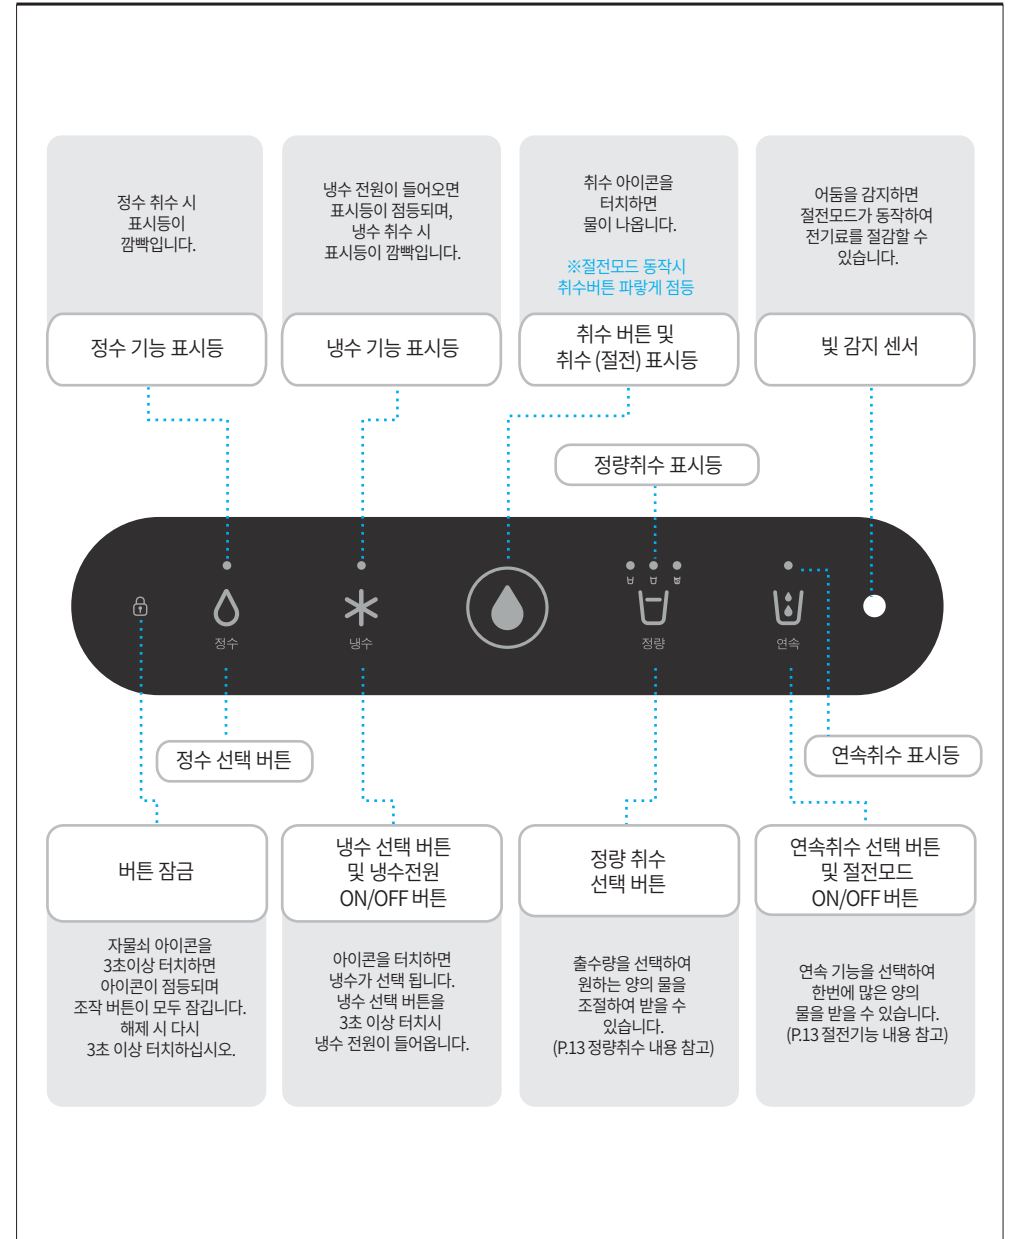 정수 취수 시
표시등이
깜빡입니다.
정수 기능 표시등
냉수 전원이 들어오면
표시등이 점등되며,
냉수 취수 시
표시등이 깜빡입니다.
냉수 기능 표시등
취수 아이콘을
터치하면
물이 나옵니다.
※절전모드 동작시
취수버튼 파랗게 점등
취수 버튼 및
취수 (절전) 표시등
어둠을 감지하면
절전모드가 동작하여
전기료를 절감할 수
있습니다.
빛 감지 센서
정량취수 표시등
정수
냉수
정량
연속
정수 선택 버튼
연속취수 표시등
버튼 잠금
자물쇠 아이콘을
3초이상 터치하면
아이콘이 점등되며
조작 버튼이 모두 잠깁니다.
해제 시 다시
3초 이상 터치하십시오.
냉수 선택 버튼
및 냉수전원
ON/OFF 버튼
아이콘을 터치하면
냉수가 선택 됩니다.
냉수 선택 버튼을
3초 이상 터치시
냉수 전원이 들어옵니다.
정량 취수
선택 버튼
출수량을 선택하여
원하는 양의 물을
조절하여 받을 수
있습니다.
(P.13 정량취수 내용 참고)
연속취수 선택 버튼
및 절전모드
ON/OFF 버튼
연속 기능을 선택하여
한번에 많은 양의
물을 받을 수 있습니다.
(P.13 절전기능 내용 참고)